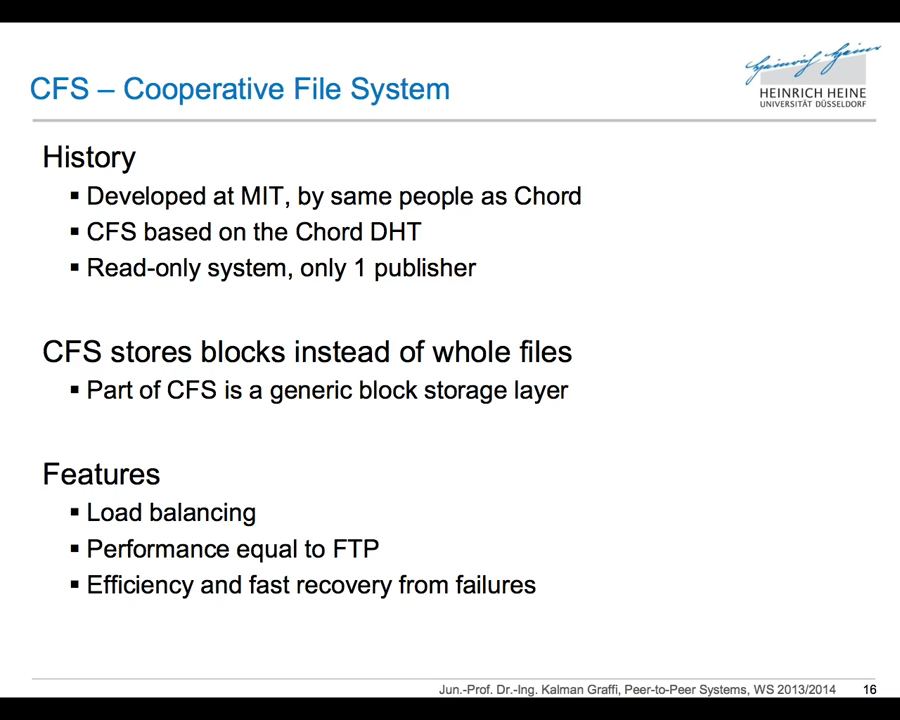 CFS – Cooperative File System
Heinrich Heine
HEINRICH HEINE
UNIVERSITÄT DÜSSELDORF
History
▪ Developed at MIT, by same people as Chord
▪ CFS based on the Chord DHT
▪ Read-only system, only 1 publisher
CFS stores blocks instead of whole files
▪ Part of CFS is a generic block storage layer
Features
▪ Load balancing
▪ Performance equal to FTP
▪ Efficiency and fast recovery from failures
Jun.-Prof. Dr.-Ing. Kalman Graffi, Peer-to-Peer Systems, WS 2013/2014 16